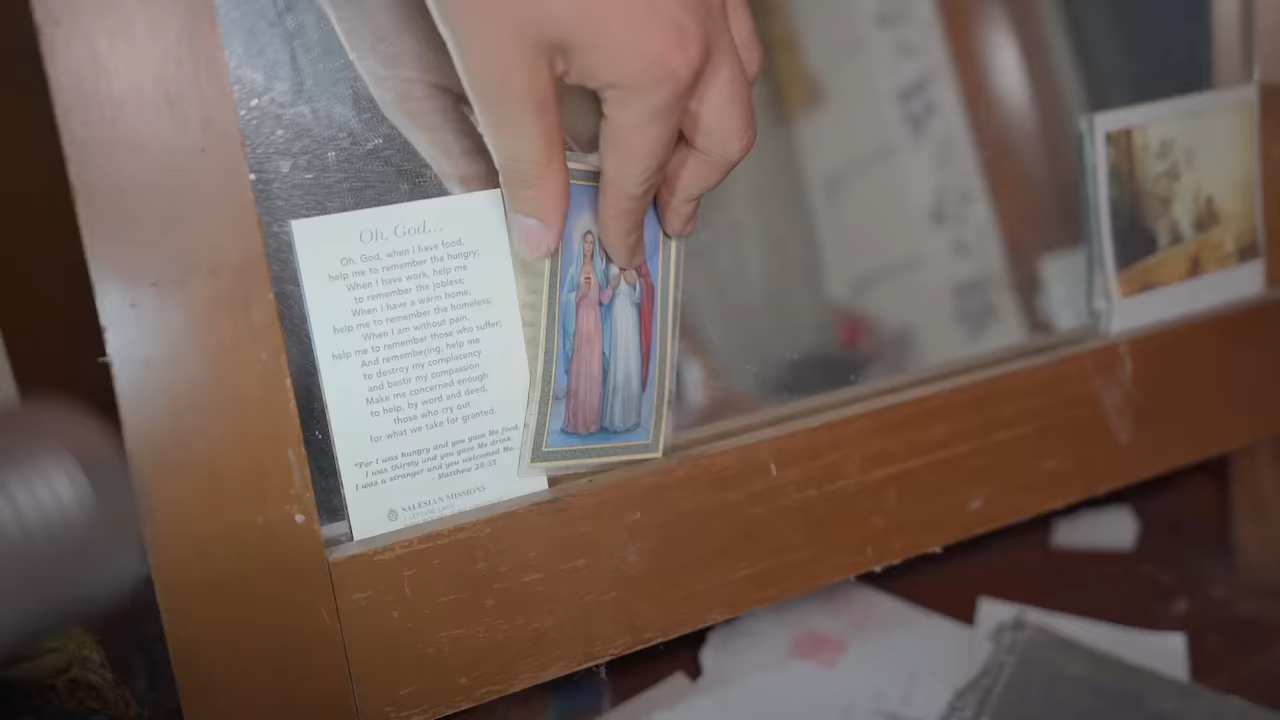 Oh, God...
Oh, God, when I have food,
help me to remember the hungry;
When I have work, help me
to remember the jobless;
When I have a warm home,
help me to remember the homeless;
When I am without pain,
help me to remember those who suffer;
And remembering, help me
to destroy my complacency
and bastir my compassion
Make me concerned enough
to help, by word and deed,
those who cry out
for what we take for granted.
"For I was hungry and you gave Me food,
I was thirsty and you gave Me drink,
I was a stranger and you welcomed Me...
- Matthew 25:35
SALESIAN MISSIONS